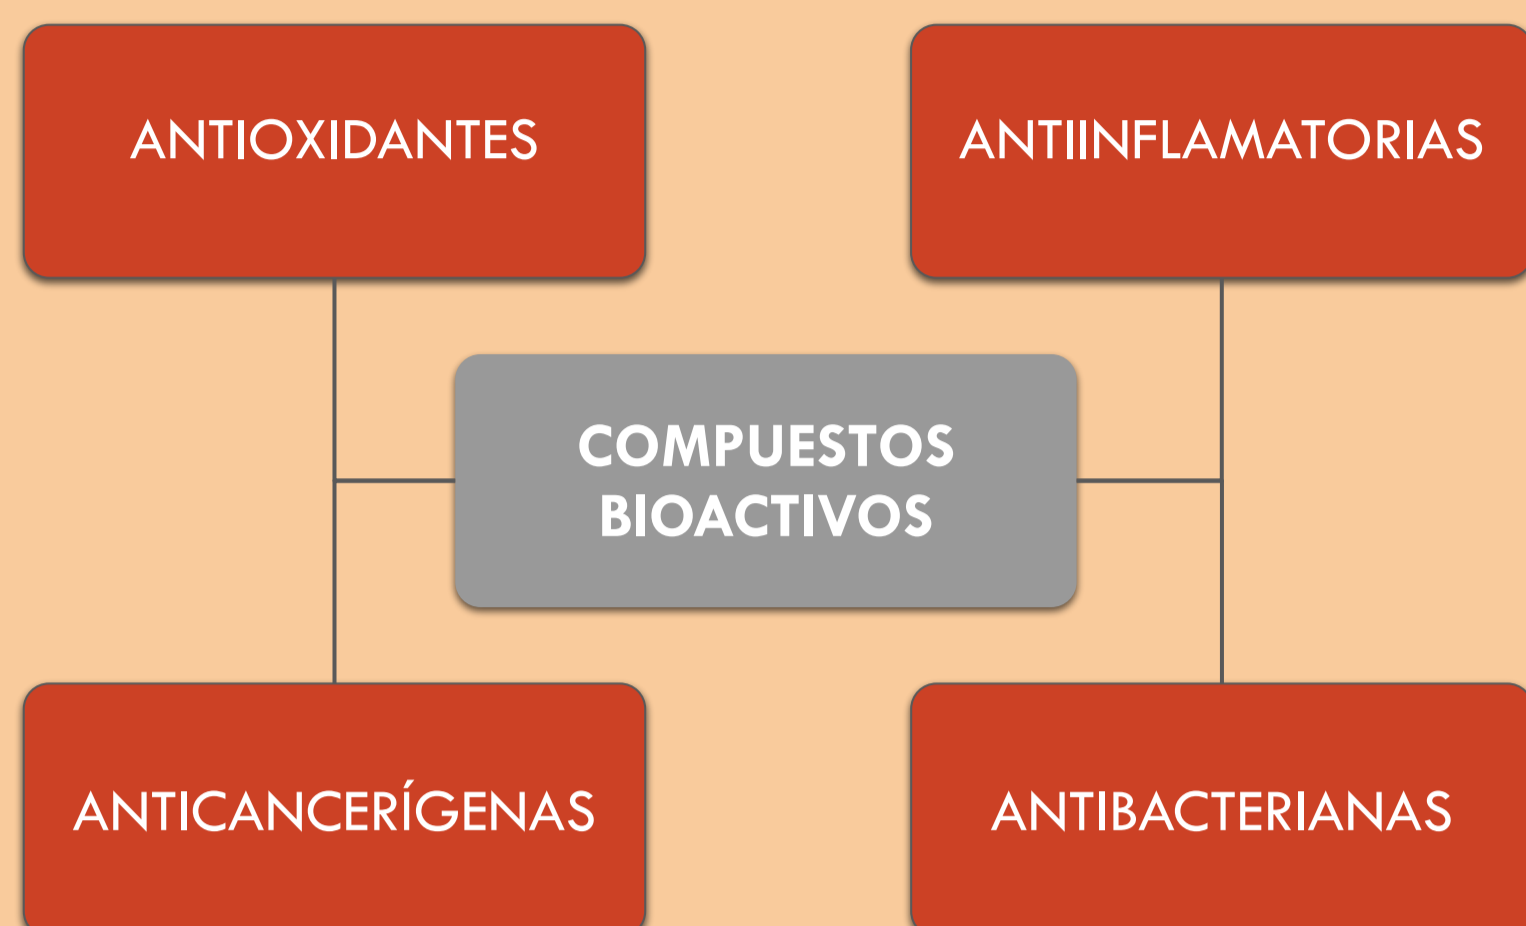 ANTIOXIDANTES
ANTIINFLAMATORIAS
COMPUESTOS
BIOACTIVOS
ANTICANCERÍGENAS
ANTIBACTERIANAS